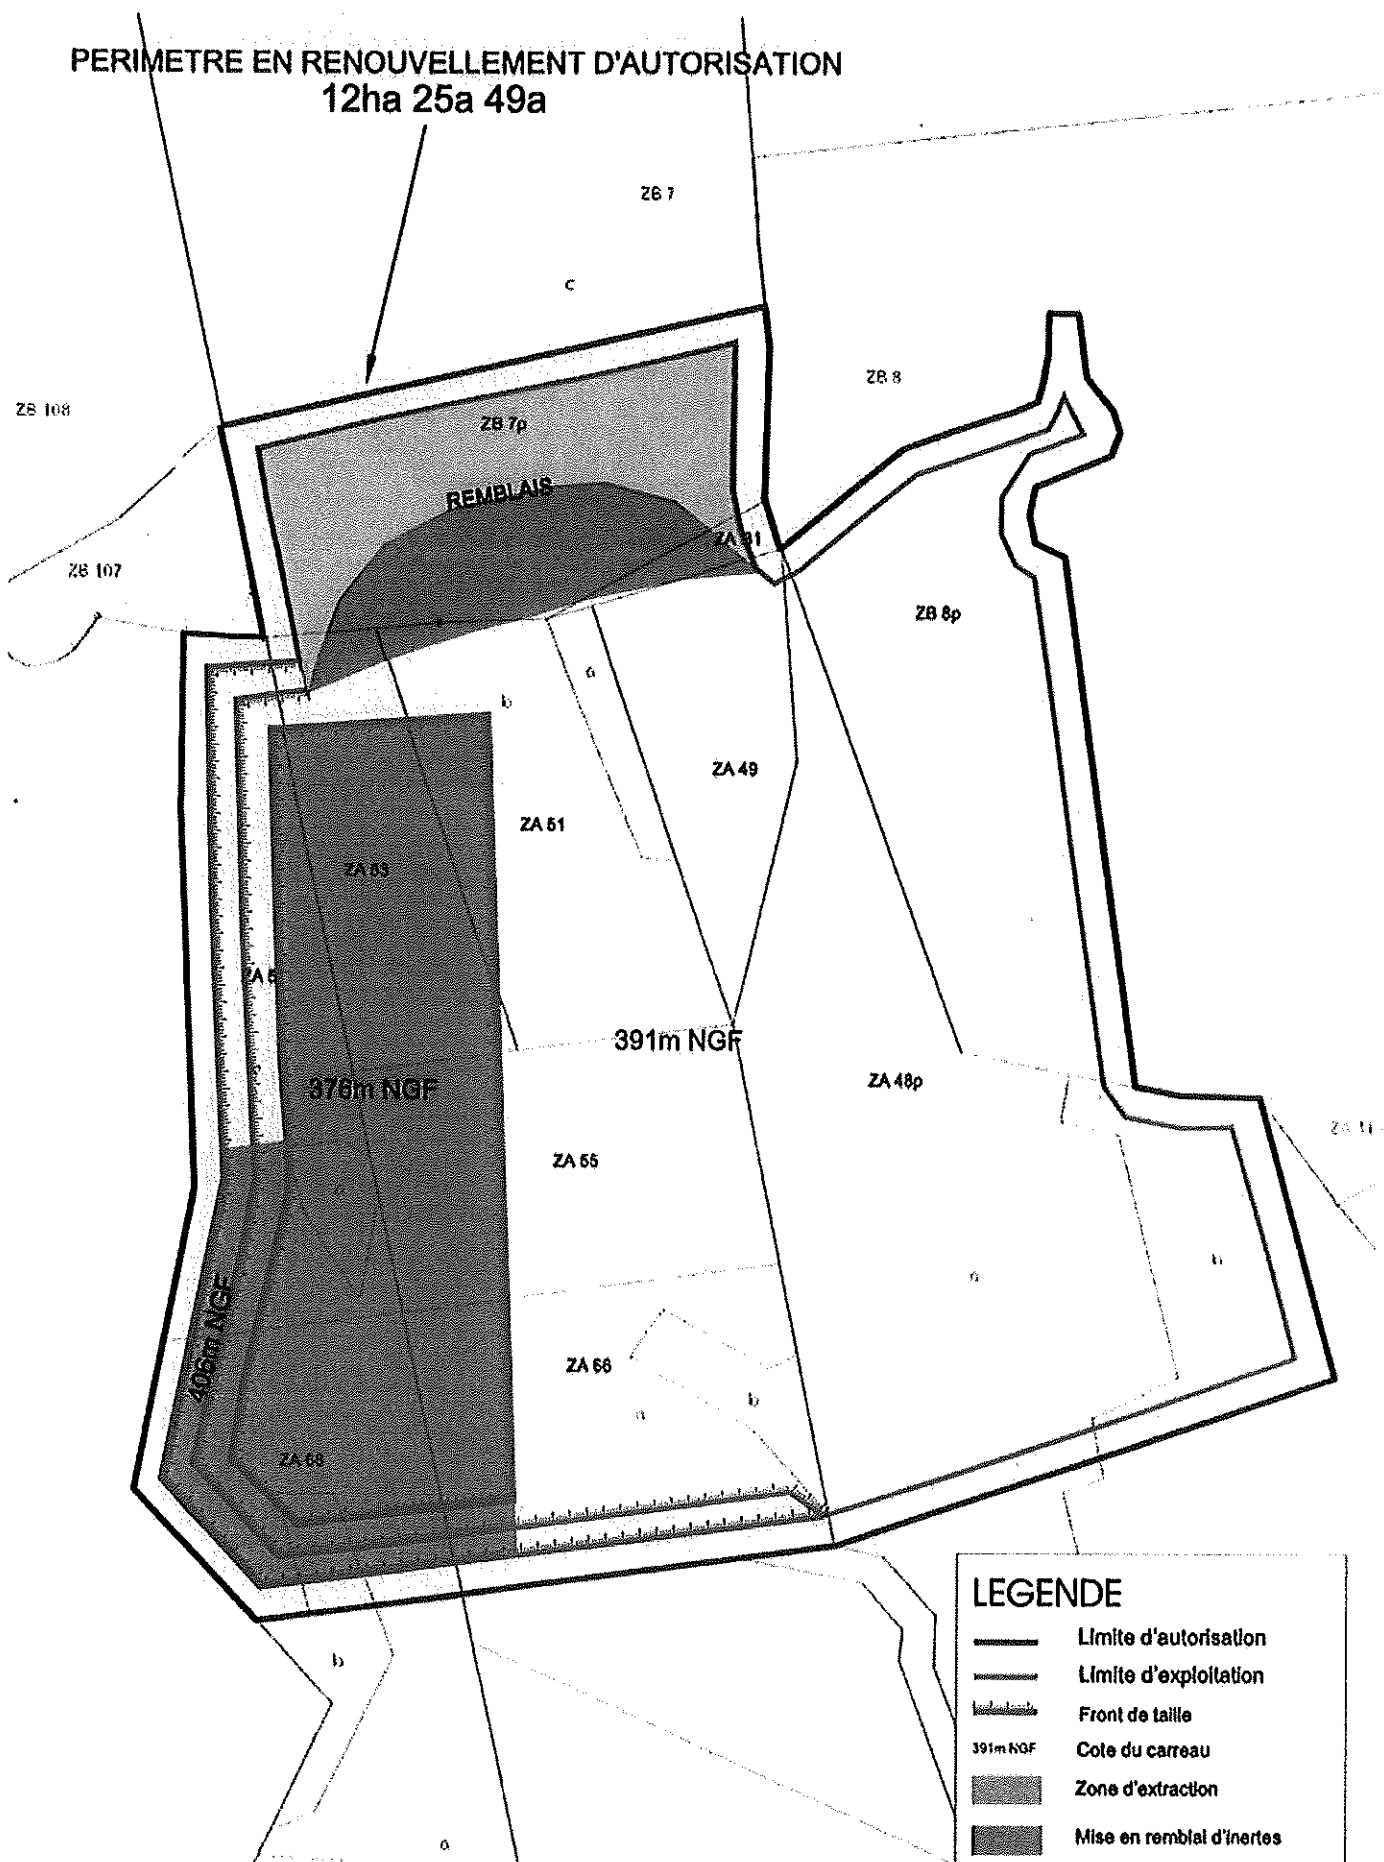 PERIMETRE EN RENOUVELLEMENT D'AUTORISATION
12ha 25a 49a
ZB 7
c
ZB 8
ZB 108
ZB 7p
REMBLAIS
ZA 81
ZB 107
ZB 8p
a
b
ZA 49
ZA 51
ZA 53
ZA 5
391m NGF
376m NGF
ZA 48p
ZA 55
a
b
406m NGF
ZA 66
a
b
ZA 68
b
a
LEGENDE
Limite d'autorisation
Limite d'exploitation
Front de taille
391m NGF Cote du carreau
Zone d'extraction
Mise en remblai d'inertes